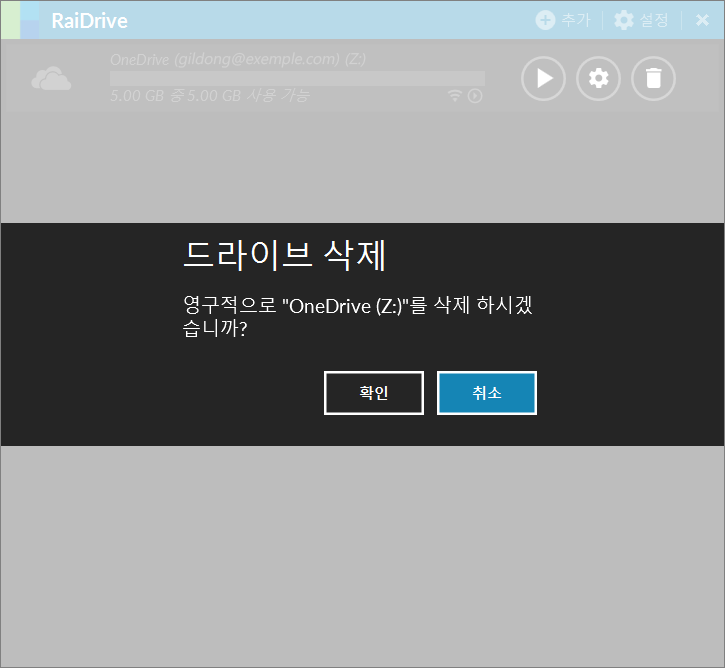 RaiDrive
추가
설정
OneDrive (gildong@exemple.com) (Z:)
5.00 GB 중 5.00 GB 사용 가능
드라이브 삭제
영구적으로 "OneDrive (Z:)"를 삭제 하시겠
습니까?
확인
취소